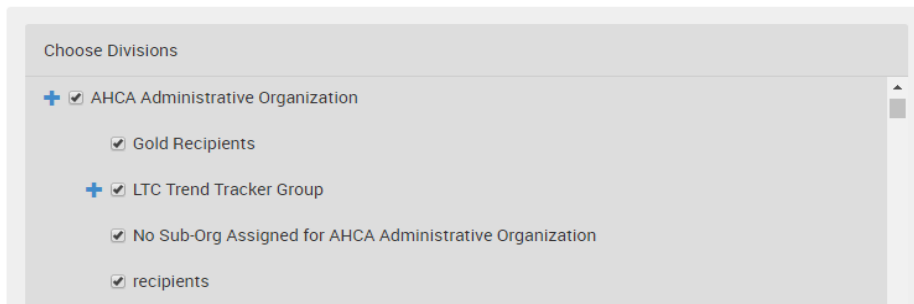 Choose Divisions
AHCA Administrative Organization
Gold Recipients
LTC Trend Tracker Group
No Sub-Org Assigned for AHCA Administrative Organization
recipients